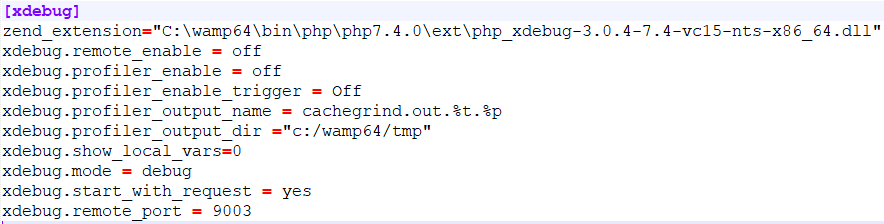 [xdebug]
zend_extension="C:\wamp64\bin\php\php7.4.0\ext\php_xdebug-3.0.4-7.4-vc15-nts-x86_64.dll"
xdebug.remote_enable = off
xdebug.profiler_enable = off
xdebug.profiler_enable_trigger = Off
xdebug.profiler_output_name = cachegrind.out.%t.%p
xdebug.profiler_output_dir ="c:/wamp64/tmp"
xdebug.show_local_vars=0
xdebug.mode = debug
xdebug.start_with_request = yes
xdebug.remote_port = 9003